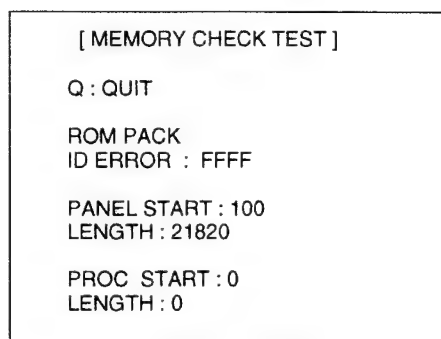 [ MEMORY CHECK TEST ]
Q : QUIT
ROM PACK
ID ERROR : FFFF
PANEL START : 100
LENGTH : 21820
PROC START : 0
LENGTH : 0